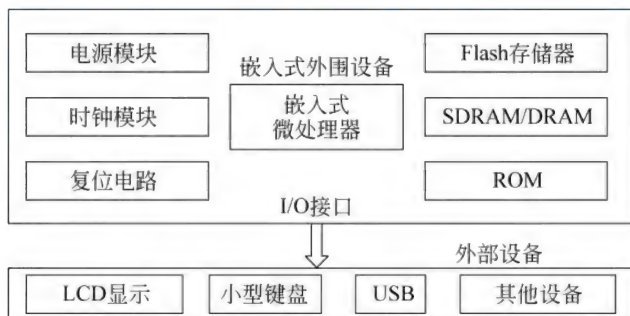 电源模块
嵌入式外围设备
Flash存储器
时钟模块
嵌入式
微处理器
SDRAM/DRAM
复位电路
ROM
I/O接口
外部设备
LCD显示
小型键盘
USB
其他设备